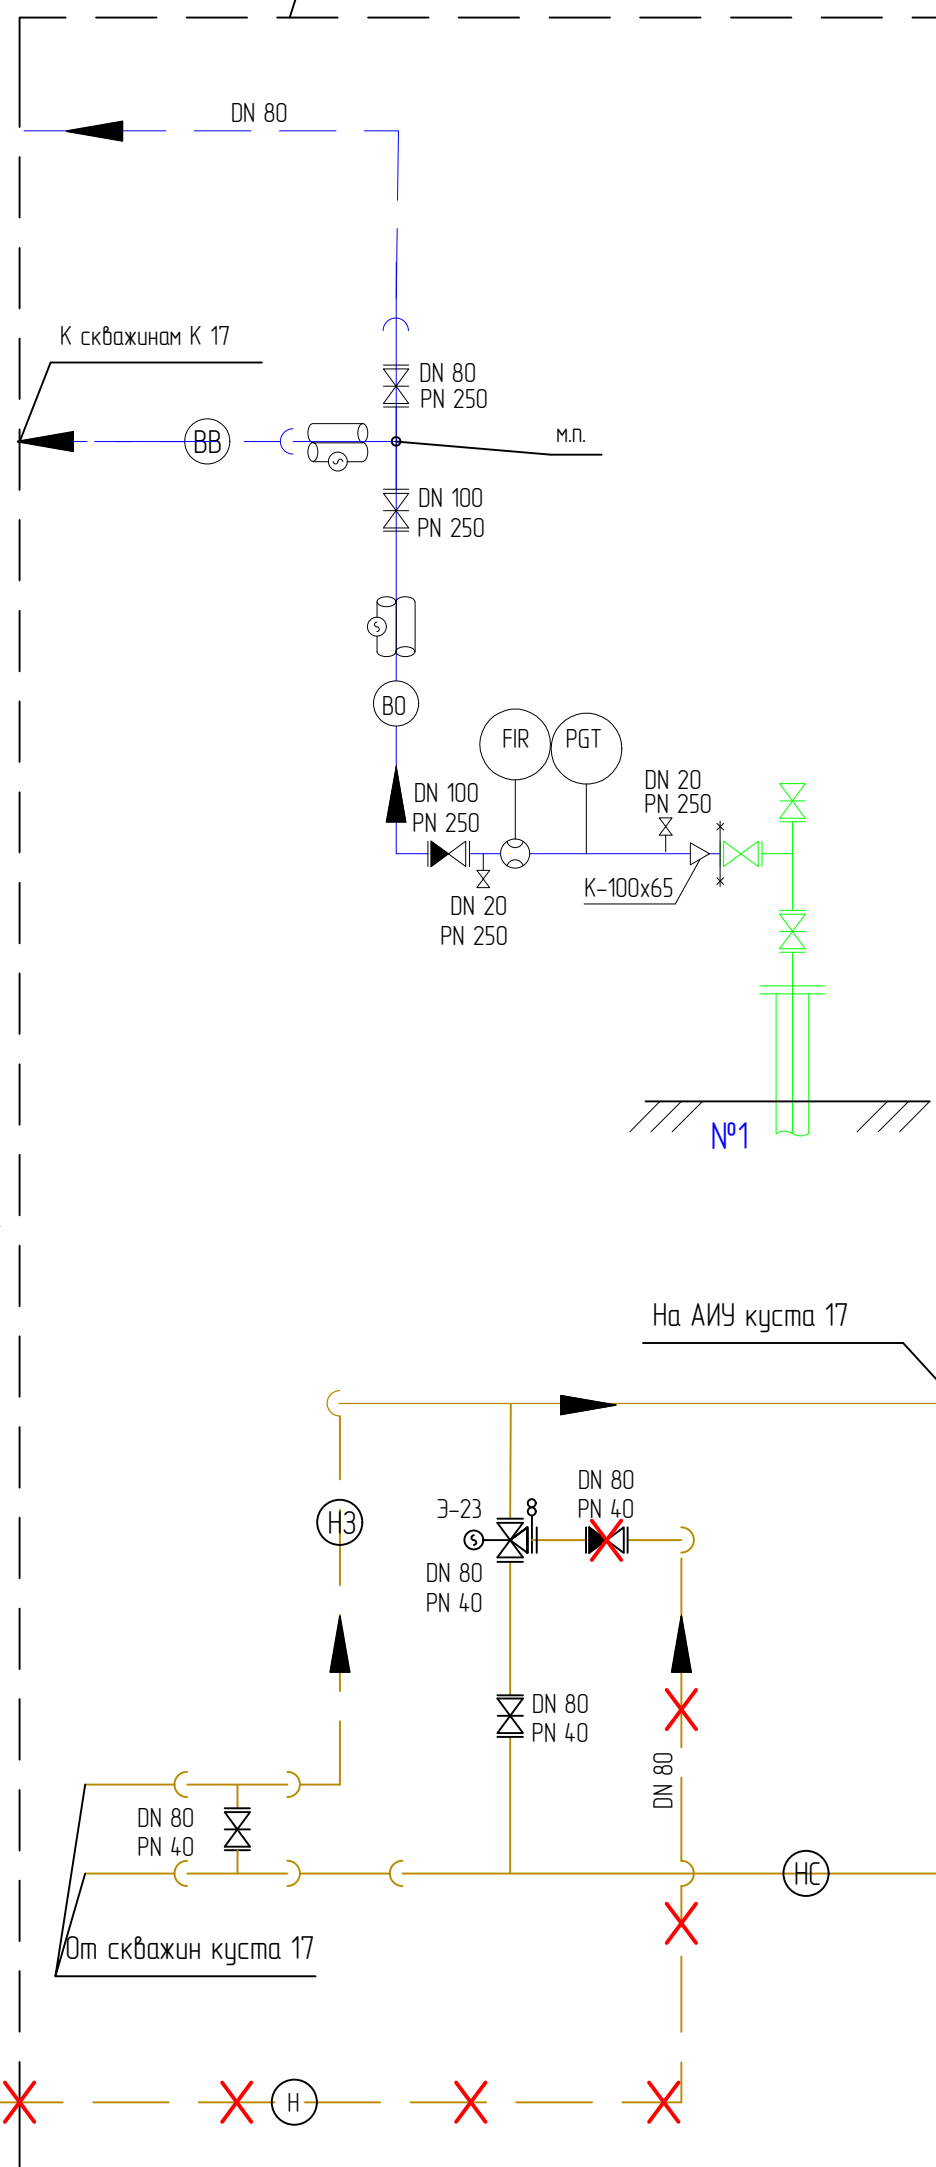 DN 80
К скважинам К 17
DN 80
PN 250
ВВ
м.п.
DN 100
PN 250
ВО
FIR
PGT
DN 20
PN 250
DN 100
PN 250
К-100х65
DN 20
PN 250
№1
На АИУ куста 17
DN 80
PN 40
Э-23
НЗ
DN 80
PN 40
DN 80
PN 40
DN 80
DN 80
PN 40
НС
От скважин куста 17
Н